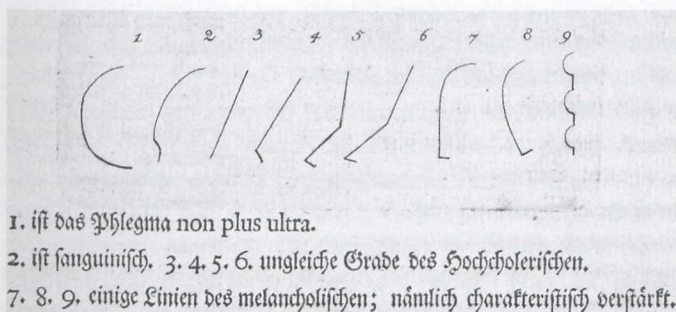 1 2 3 4 5 6 7 8 9
1. iſt das Phlegma non plus ultra.
2. iſt ſanguiniſch. 3. 4. 5. 6. ungleiche Grade des Hochcholeriſchen.
7. 8. 9. einige Linien des melancholiſchen; nämlich charakteriſtiſch verſtärkt.